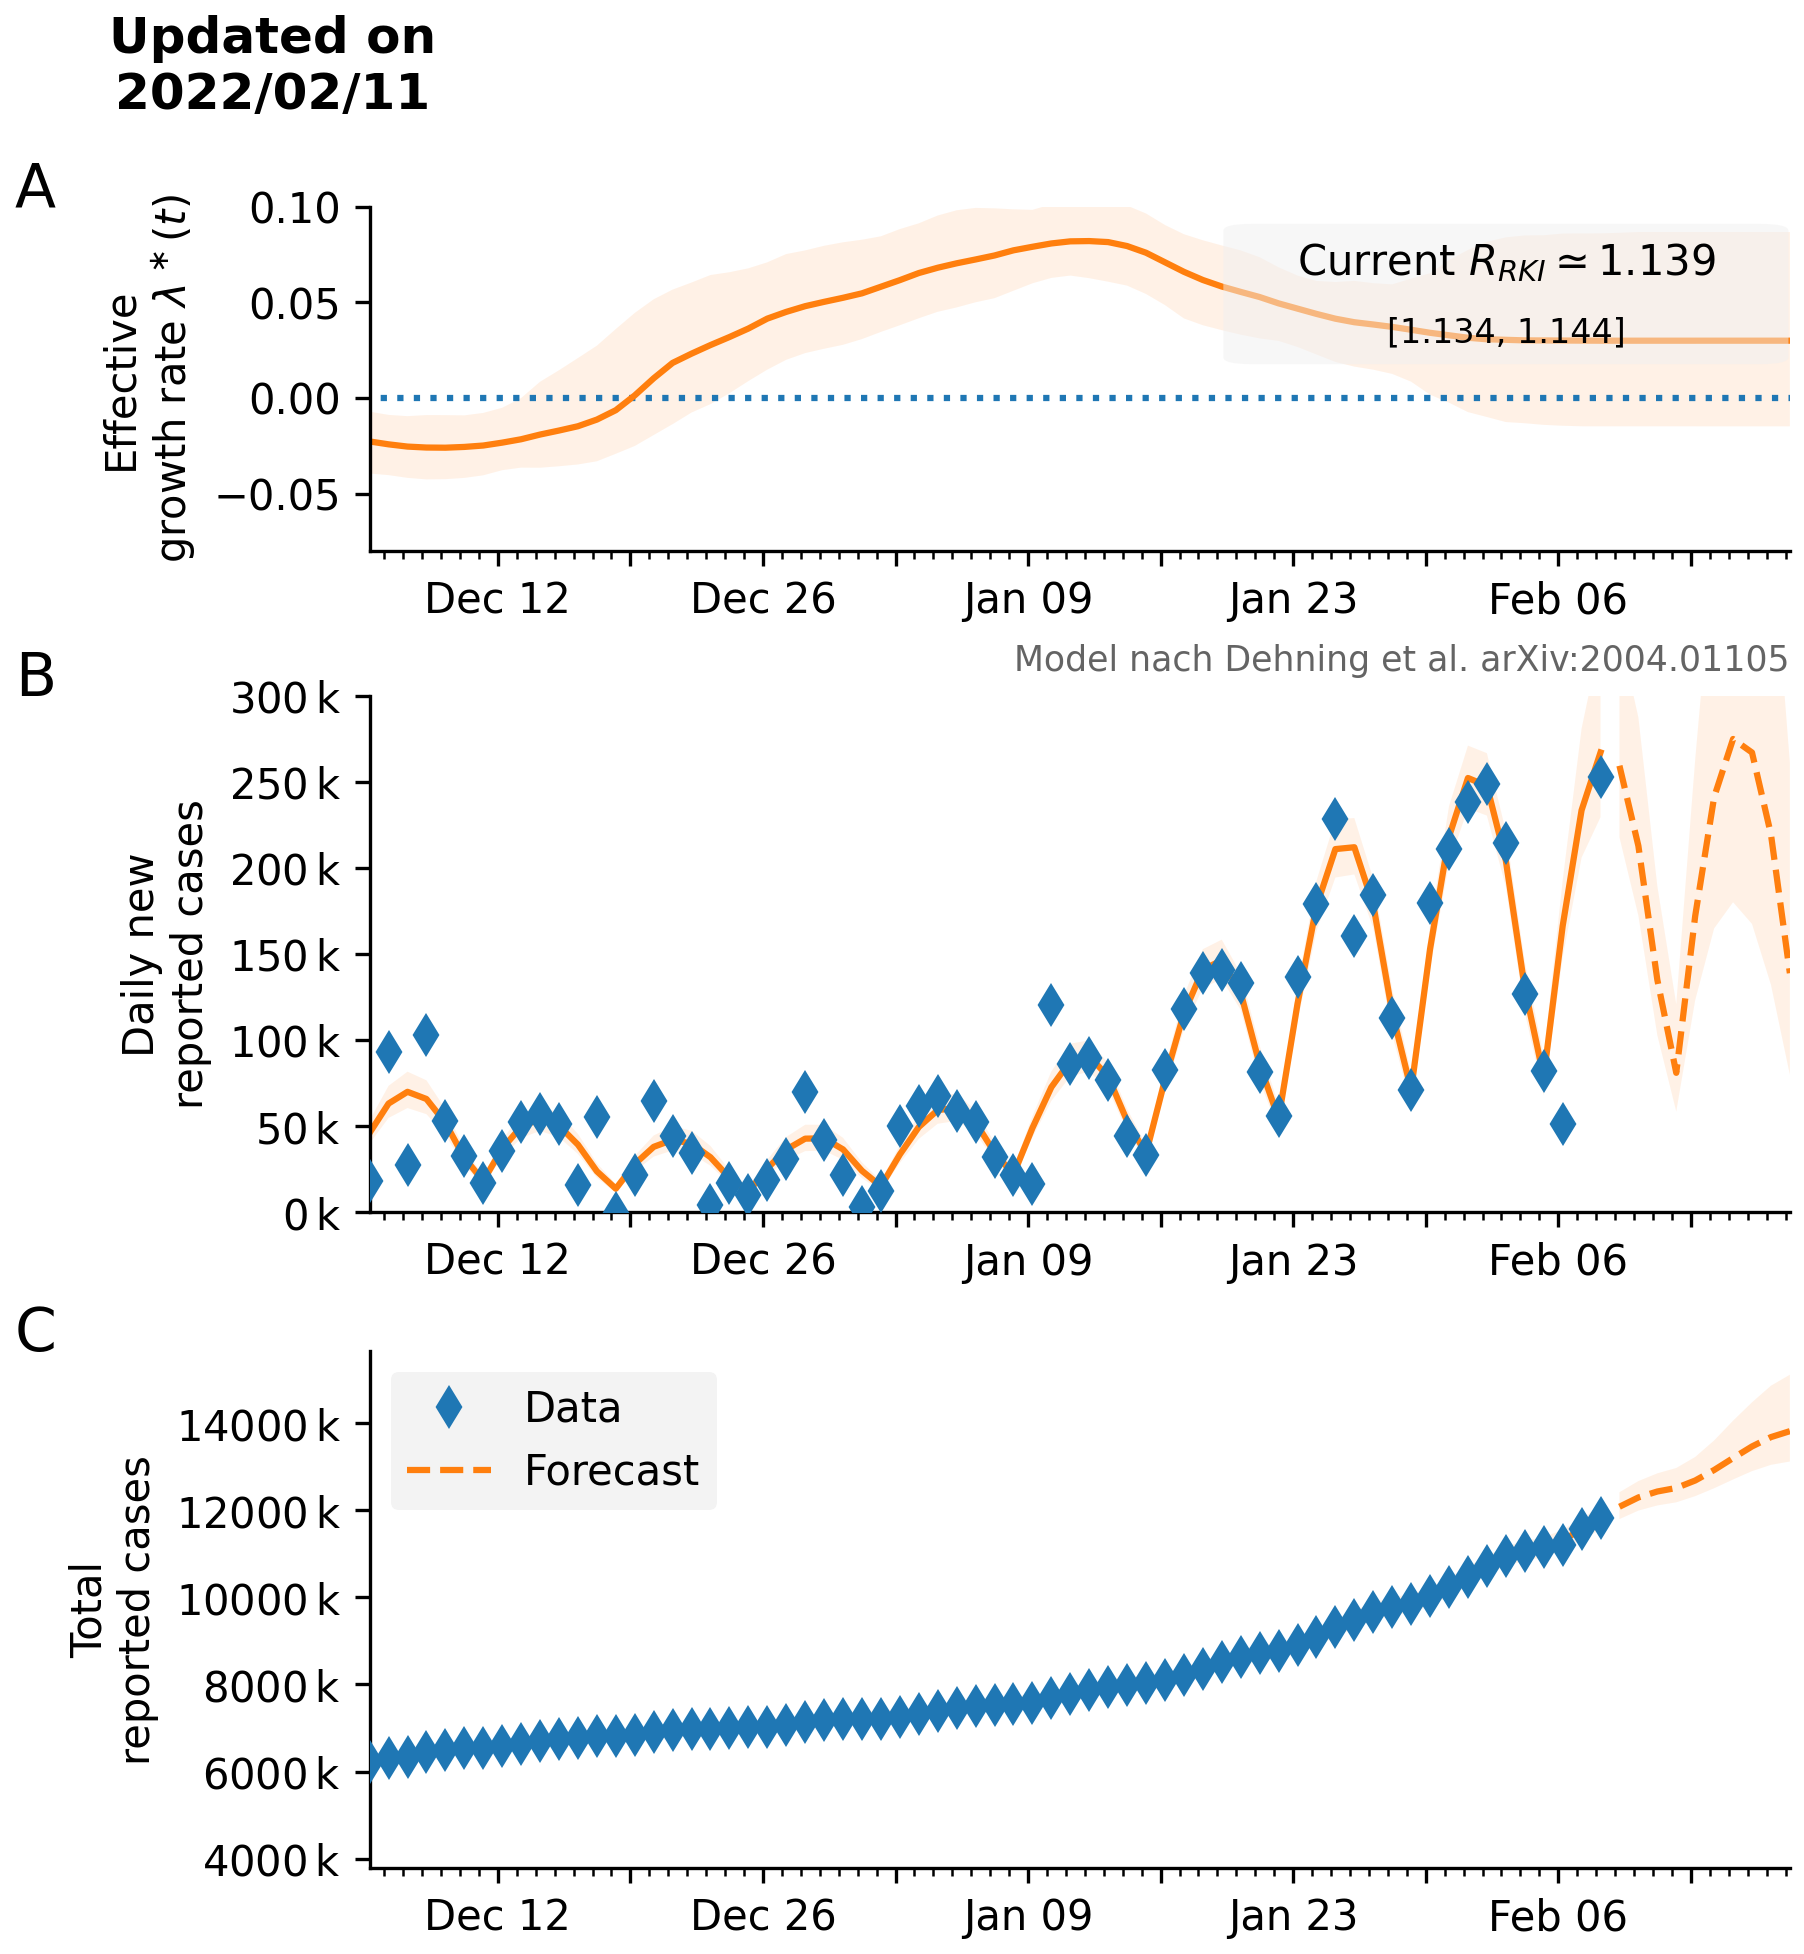 Updated on
2022/02/11
A
Effective
growth rate λ * (t)
0.10
0.05
0.00
−0.05
Current R_RKI ≃ 1.139
[1.134, 1.144]
Dec 12
Dec 26
Jan 09
Jan 23
Feb 06
Model nach Dehning et al. arXiv:2004.01105
B
Daily new
reported cases
300 k
250 k
200 k
150 k
100 k
50 k
0 k
Dec 12
Dec 26
Jan 09
Jan 23
Feb 06
C
Total
reported cases
14000 k
12000 k
10000 k
8000 k
6000 k
4000 k
Data
Forecast
Dec 12
Dec 26
Jan 09
Jan 23
Feb 06